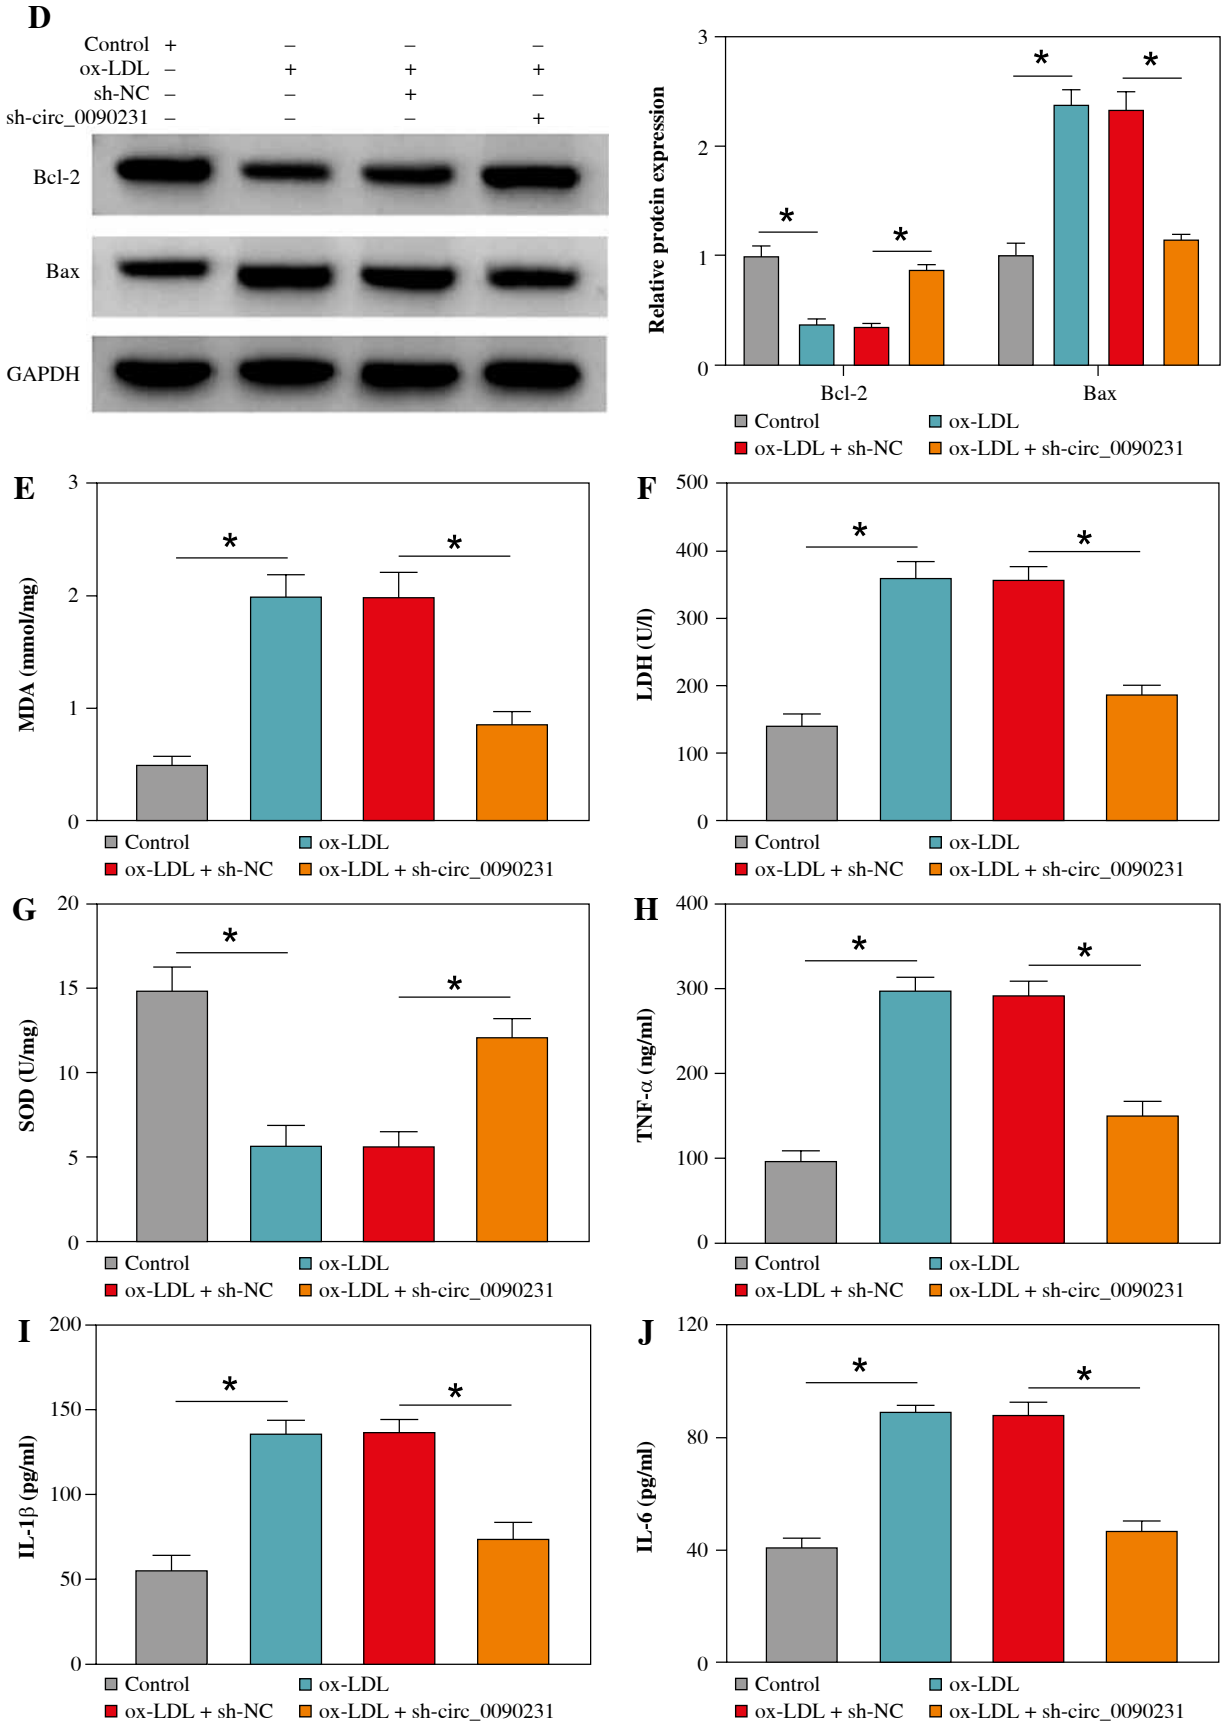 D
Control + – – –
ox-LDL – + + +
sh-NC – – + –
sh-circ_0090231 – – – +
Bcl-2
Bax
GAPDH
Relative protein expression
3
2
1
0
* * * *
Bcl-2 Bax
Control ox-LDL
ox-LDL + sh-NC ox-LDL + sh-circ_0090231
E
MDA (mmol/mg)
3
2
1
0
* *
Control ox-LDL
ox-LDL + sh-NC ox-LDL + sh-circ_0090231
F
LDH (U/l)
500
400
300
200
100
0
* *
Control ox-LDL
ox-LDL + sh-NC ox-LDL + sh-circ_0090231
G
SOD (U/mg)
20
15
10
5
0
* *
Control ox-LDL
ox-LDL + sh-NC ox-LDL + sh-circ_0090231
H
TNF-α (ng/ml)
400
300
200
100
0
* *
Control ox-LDL
ox-LDL + sh-NC ox-LDL + sh-circ_0090231
I
IL-1β (pg/ml)
200
150
100
50
0
* *
Control ox-LDL
ox-LDL + sh-NC ox-LDL + sh-circ_0090231
J
IL-6 (pg/ml)
120
80
40
0
* *
Control ox-LDL
ox-LDL + sh-NC ox-LDL + sh-circ_0090231